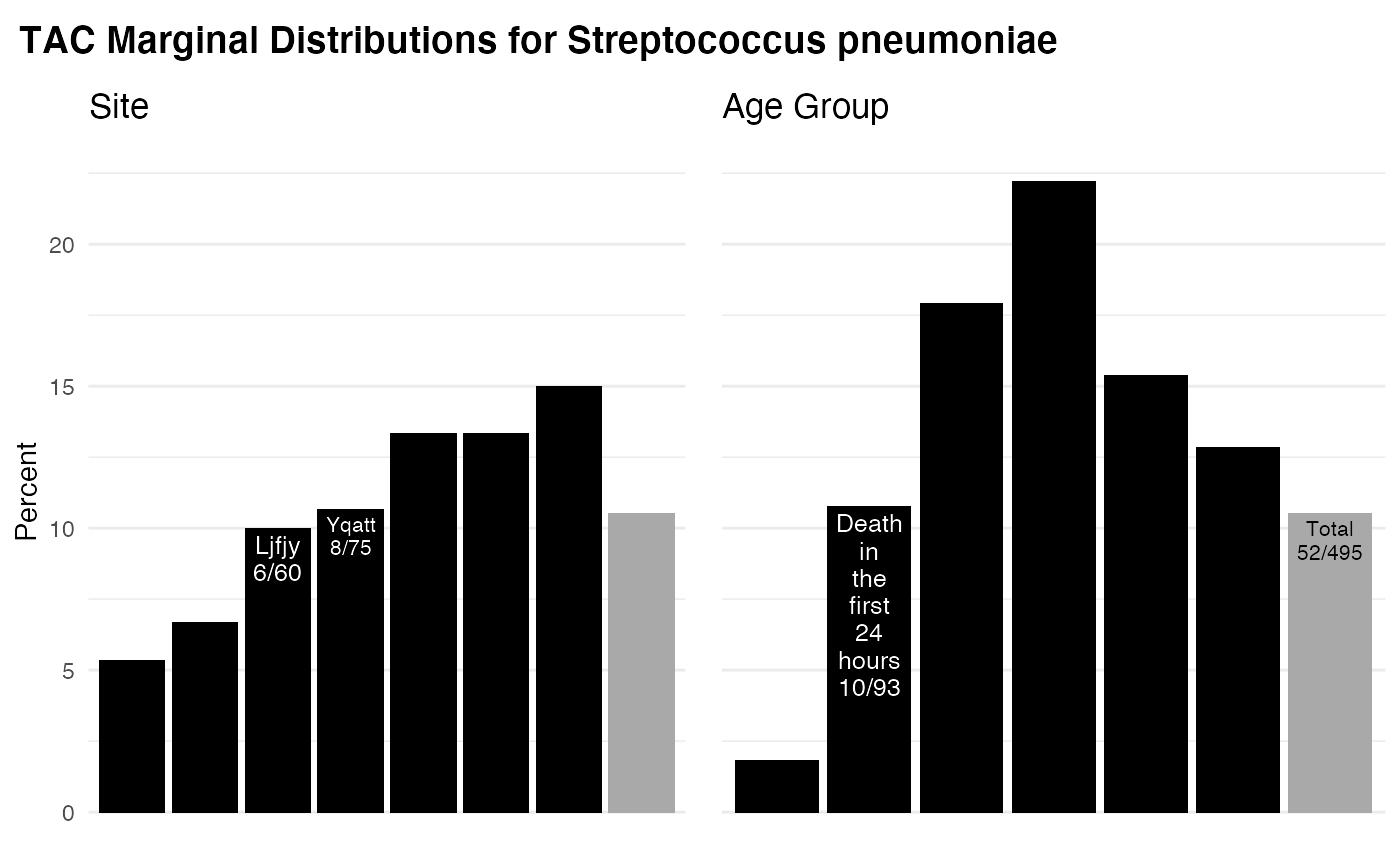 TAC Marginal Distributions for Streptococcus pneumoniae
Site
Age Group
Percent
20
15
10
5
0
Ljfjy
6/60
Yqatt
8/75
Death
in
the
first
24
hours
10/93
Total
52/495